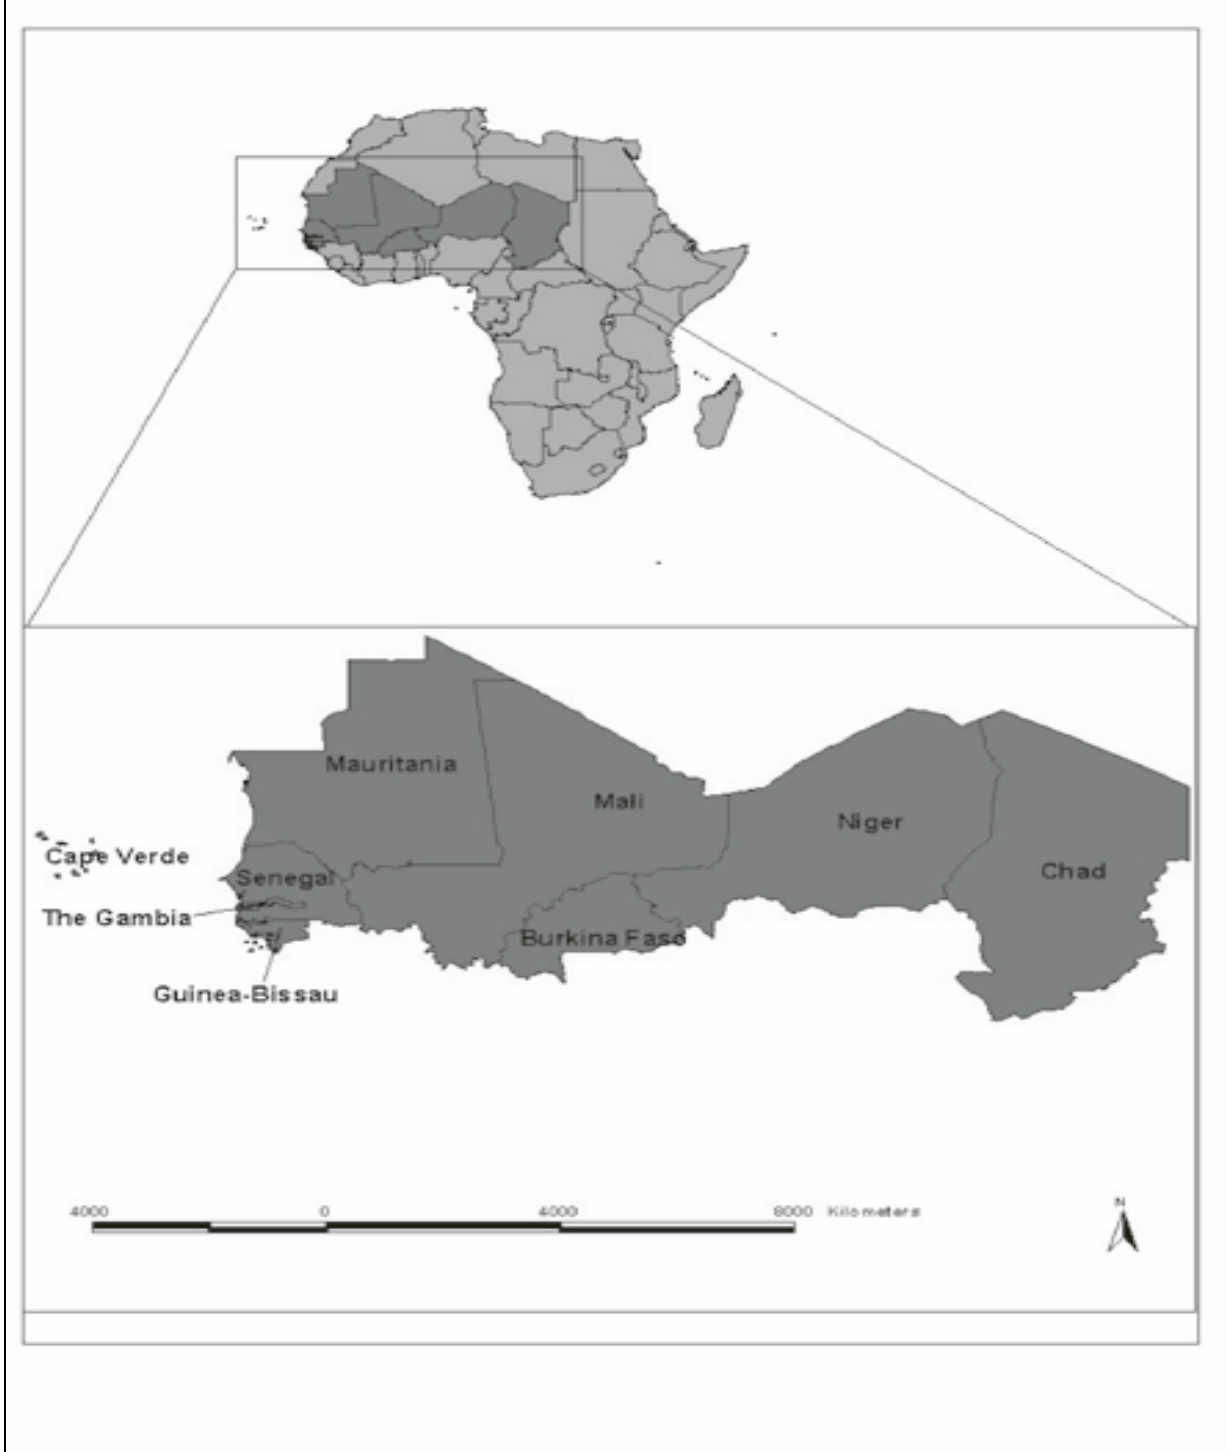 Mauritania
Mali
Niger
Cape Verde
Chad
Senegal
The Gambia
Burkina Faso
Guinea-Bissau
4000 0 4000 8000 Kilometers
N